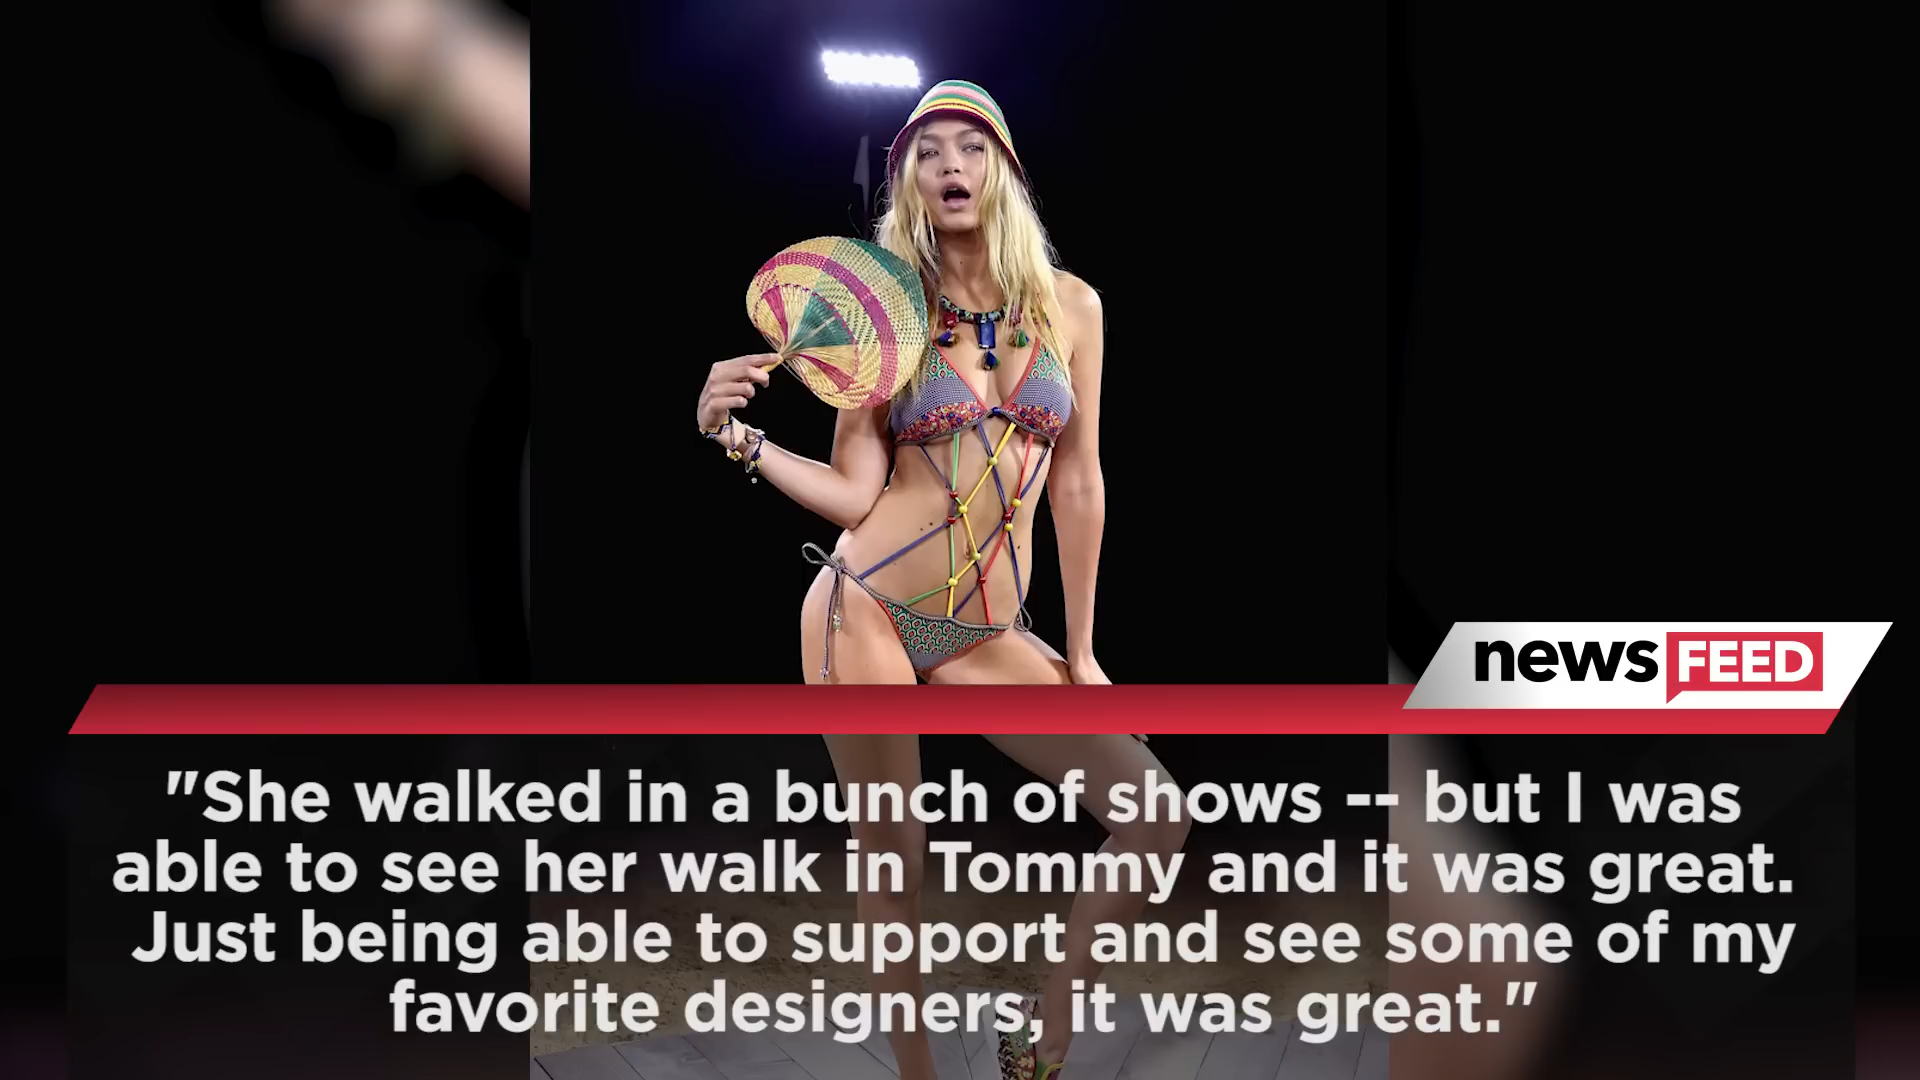 newsFEED
"She walked in a bunch of shows -- but I was
able to see her walk in Tommy and it was great.
Just being able to support and see some of my
favorite designers, it was great."